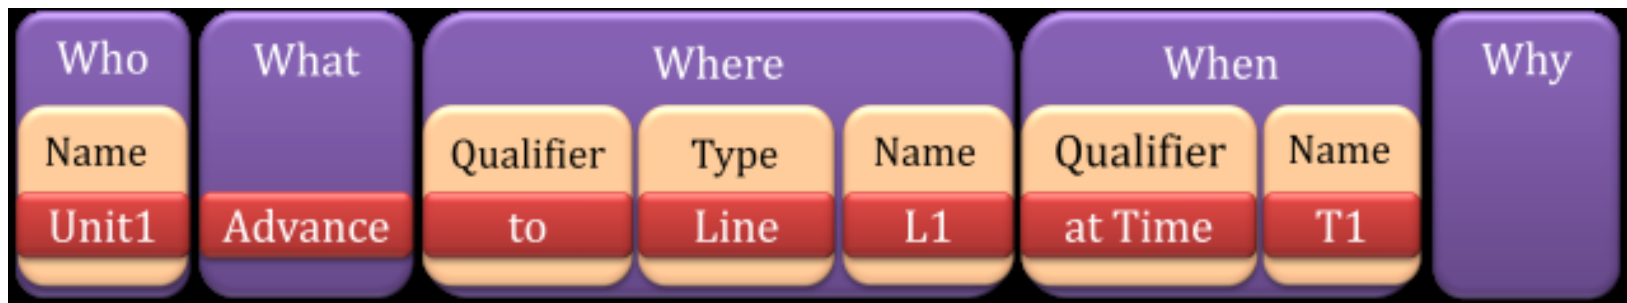 Who What Where When Why
Name Qualifier Type Name Qualifier Name
Unit1 Advance to Line L1 at Time T1